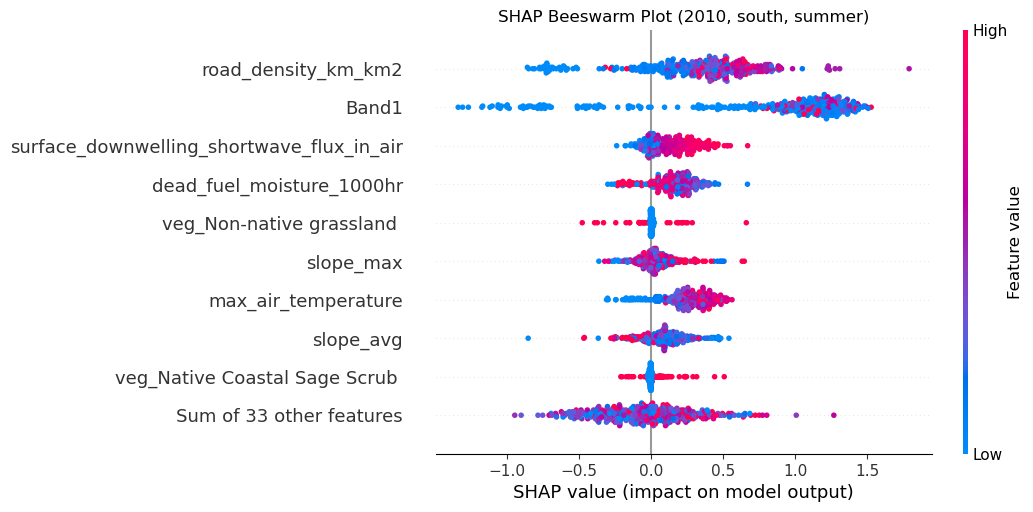 SHAP Beeswarm Plot (2010, south, summer)
High
road_density_km_km2
Band1
surface_downwelling_shortwave_flux_in_air
dead_fuel_moisture_1000hr
veg_Non-native grassland
slope_max
max_air_temperature
slope_avg
veg_Native Coastal Sage Scrub
Sum of 33 other features
Feature value
Low
−1.0 −0.5 0.0 0.5 1.0 1.5
SHAP value (impact on model output)